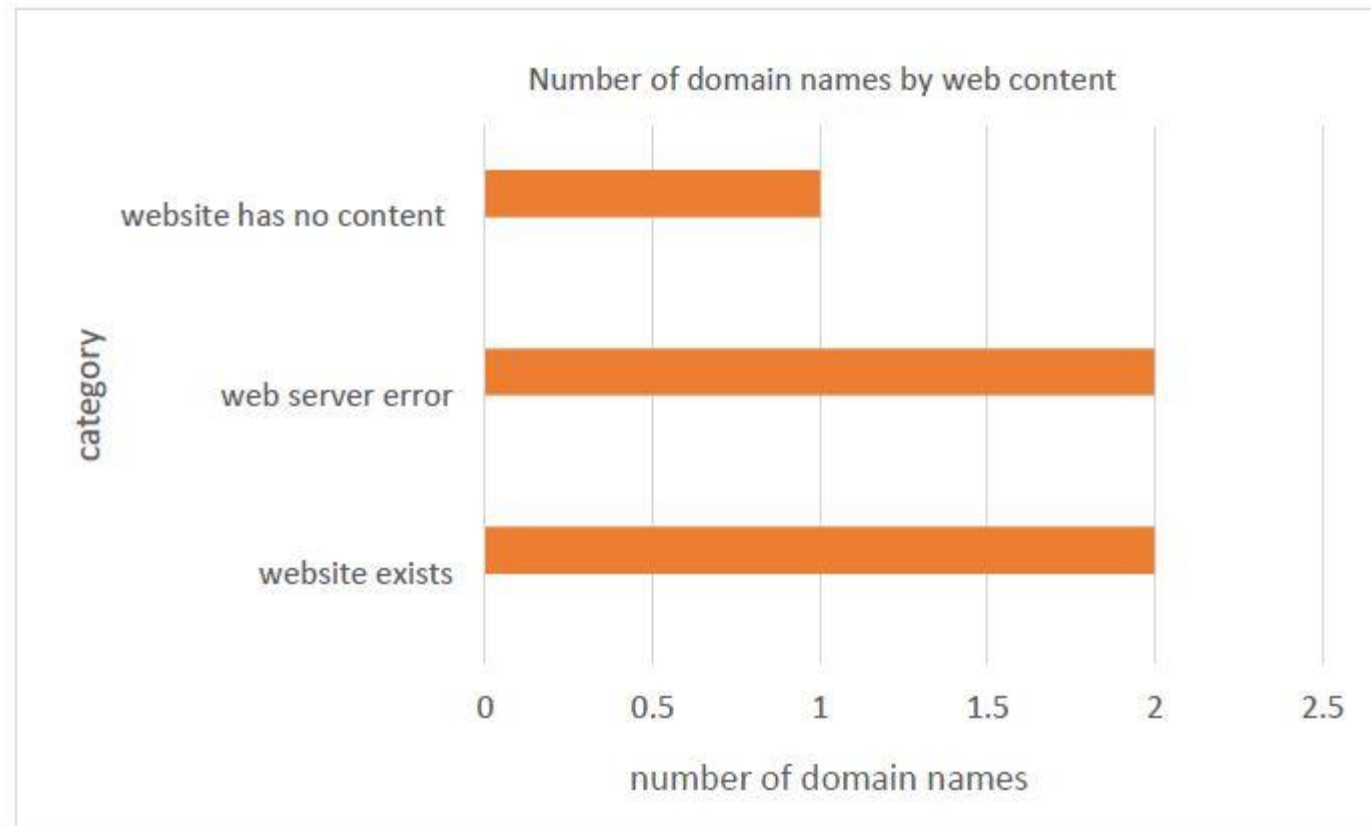 Number of domain names by web content
website has no content
web server error
website exists
category
0 0.5 1 1.5 2 2.5
number of domain names